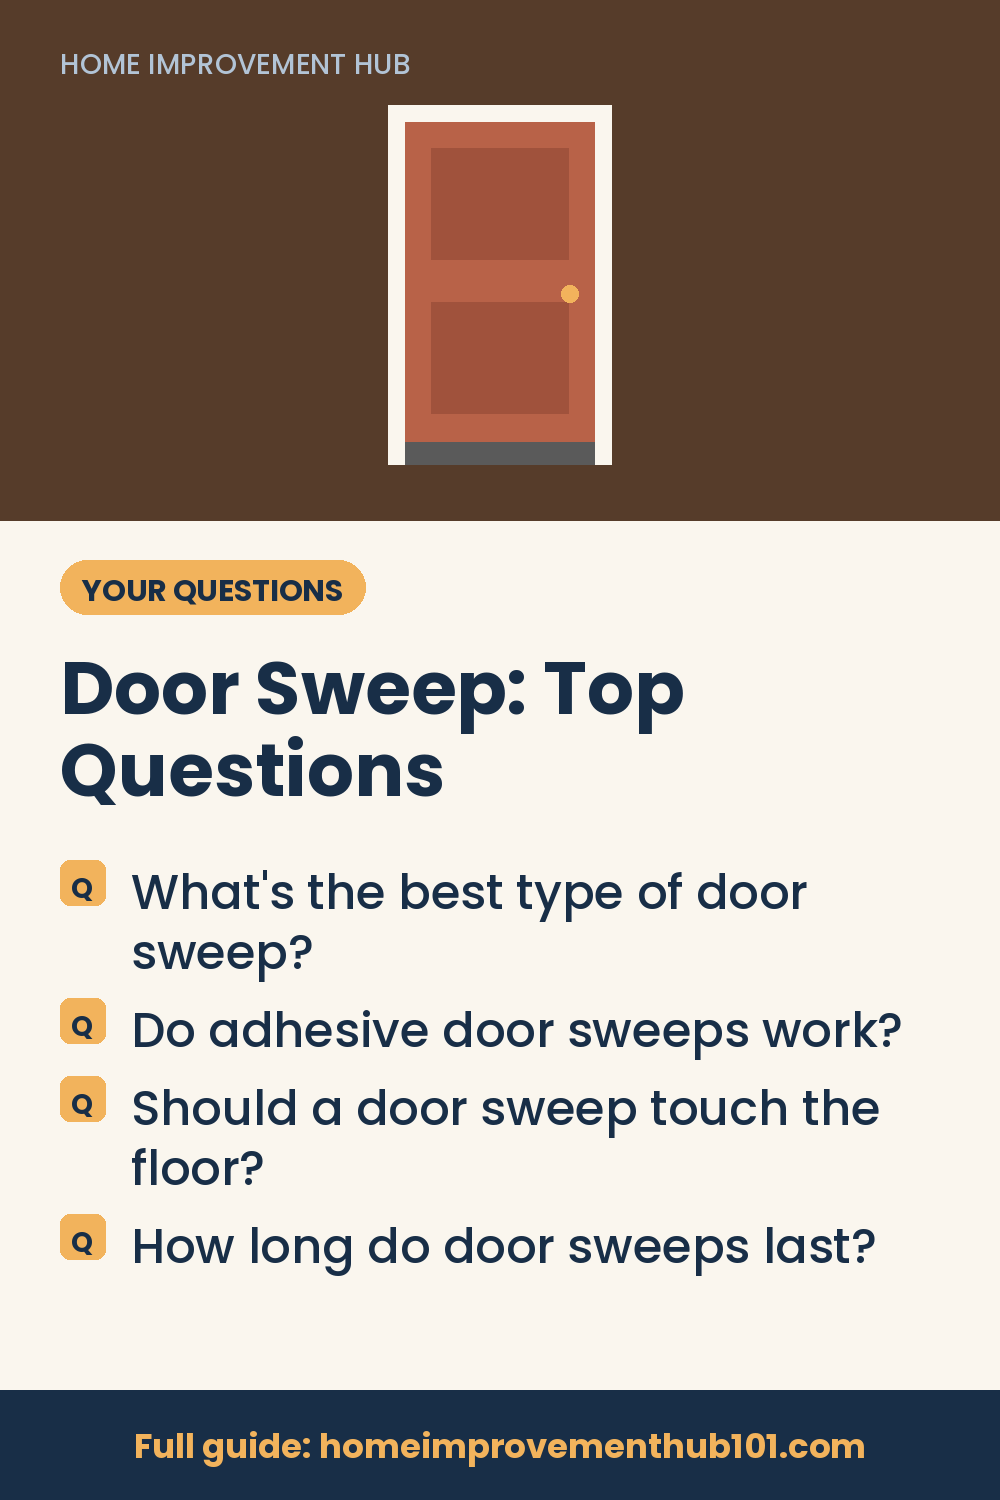 HOME IMPROVEMENT HUB
YOUR QUESTIONS
Door Sweep: Top
Questions
Q What's the best type of door
sweep?
Q Do adhesive door sweeps work?
Q Should a door sweep touch the
floor?
Q How long do door sweeps last?
Full guide: homeimprovementhub101.com